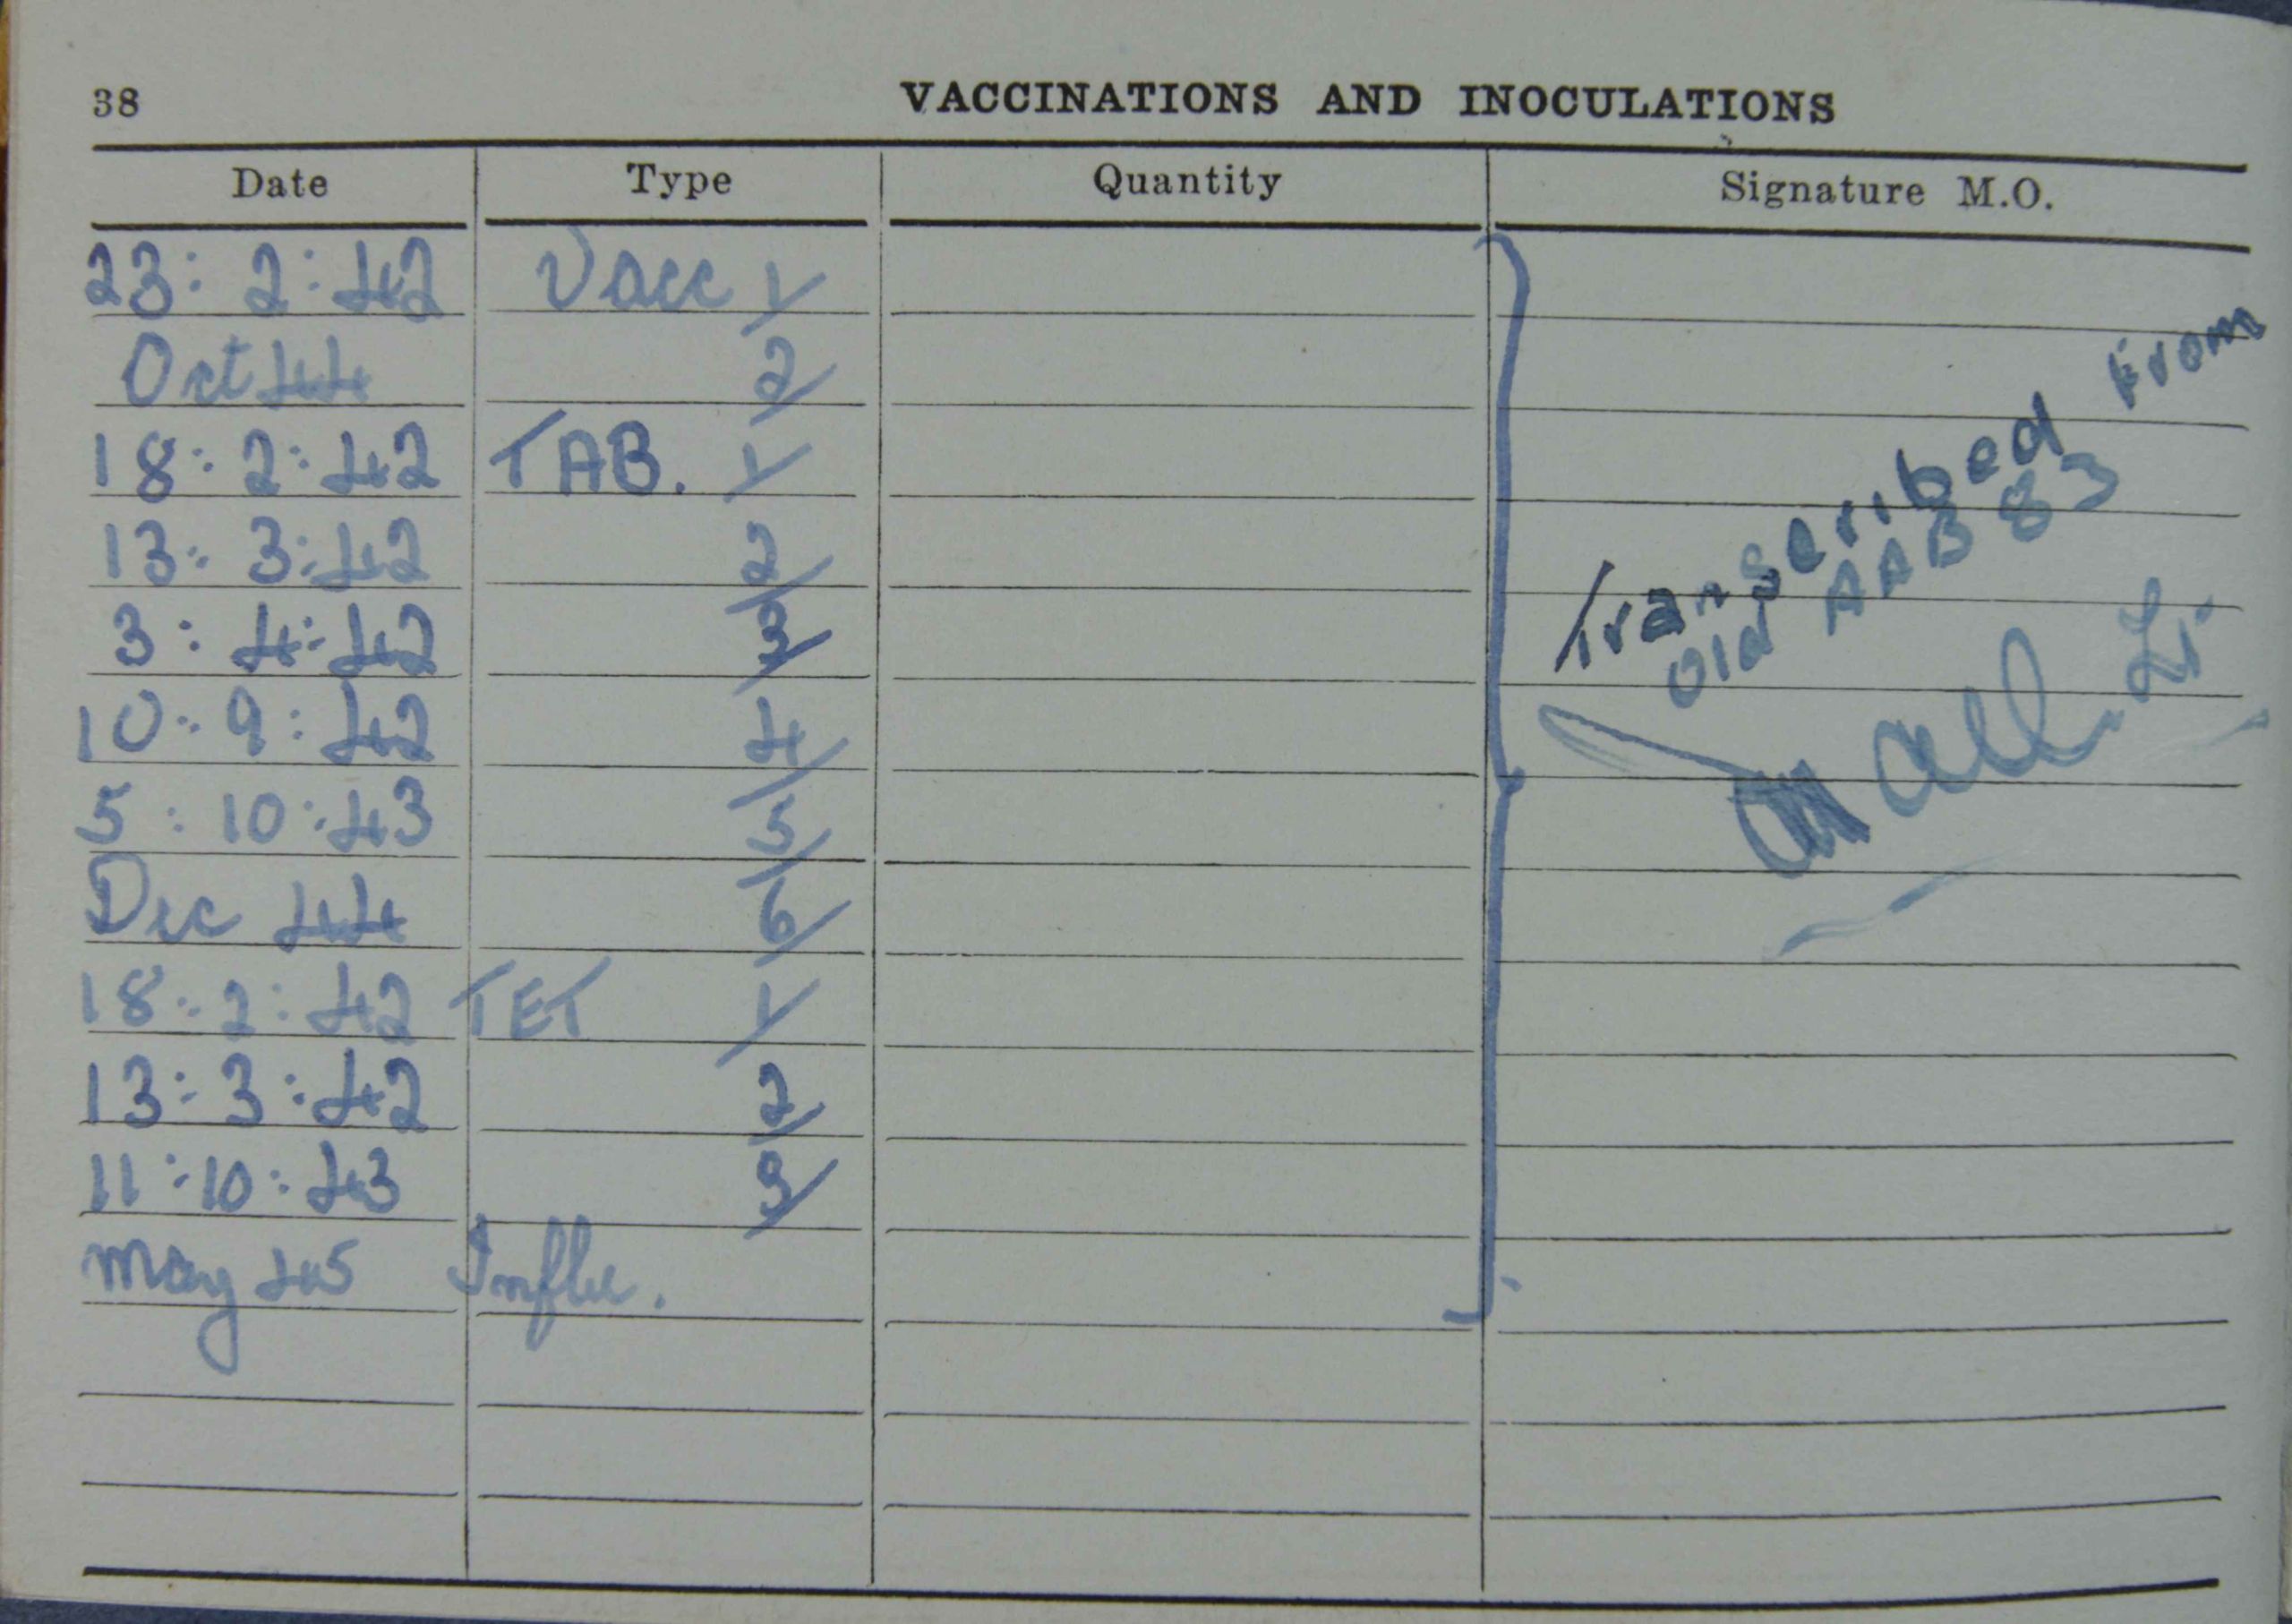 38 VACCINATIONS AND INOCULATIONS
Date Type Quantity Signature M.O.
23: 2: 42 Vacc 1/
Oct 44 2/
18: 2: 42 TAB. 1/
13: 3: 42 2/
3: 4: 42 3/
10: 9: 42 4/
5: 10: 43 5/
Dec 44 6/
18: 2: 42 TET 1/
13: 3: 42 2/
11: 10: 43 3/
May 45 Influ.
Transcribed From
old AAB 83
Lt.